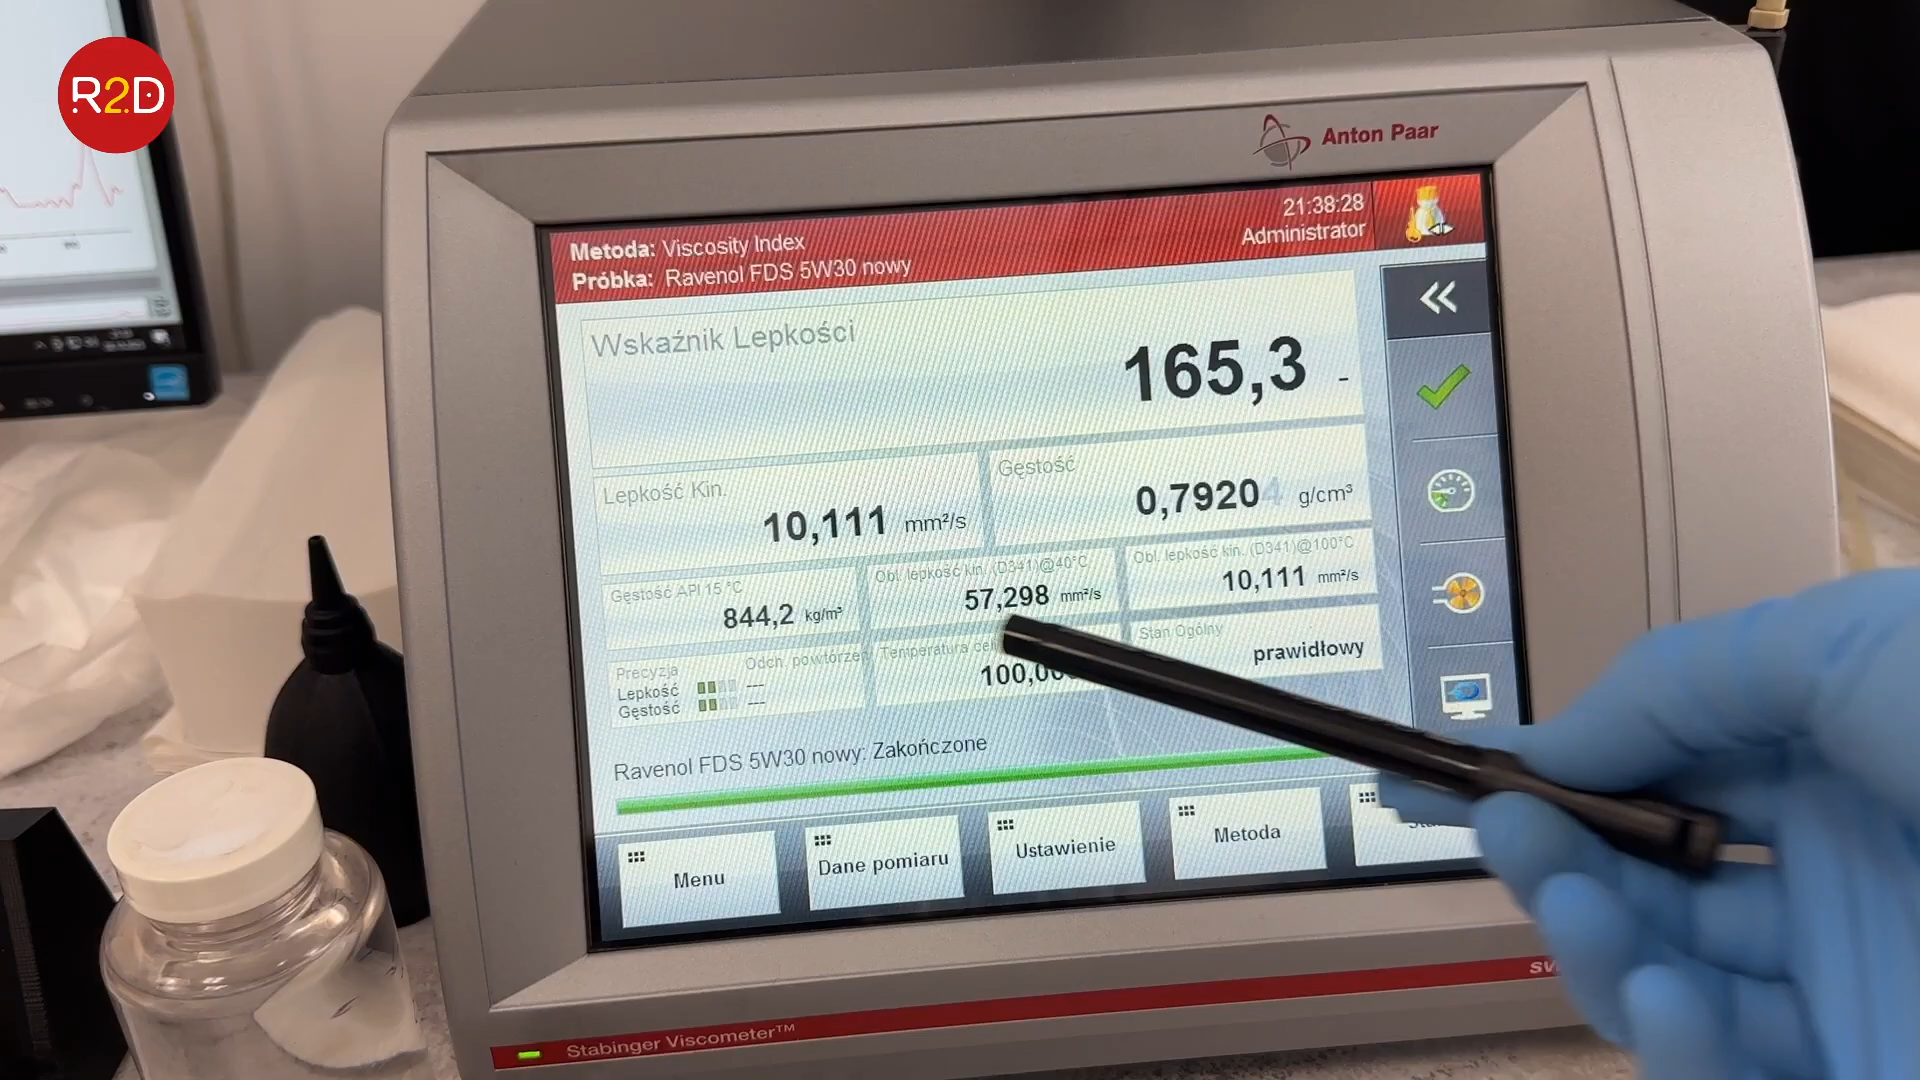 R2D
Anton Paar
21:38:28
Administrator
Metoda: Viscosity Index
Próbka: Ravenol FDS 5W30 nowy
Wskaźnik Lepkości
165,3 -
Lepkość Kin.
10,111 mm²/s
Gęstość
0,79204 g/cm³
Gęstość API 15 °C
844,2 kg/m³
Obl. lepkość kin. (D341)@40°C
57,298 mm²/s
Obl. lepkość kin. (D341)@100°C
10,111 mm²/s
Precyzja
Odch. powtórzeń
Lepkość ---
Gęstość ---
Temperatura
100,0
Stan Ogólny
prawidłowy
Ravenol FDS 5W30 nowy: Zakończone
Menu
Dane pomiaru
Ustawienie
Metoda
Stabinger Viscometer™